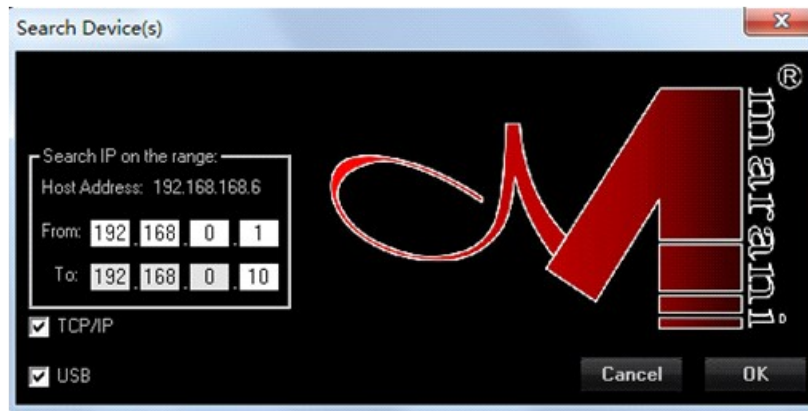 Search Device(s)
x
Search IP on the range:
Host Address: 192.168.168.6
From: 192 .168 . 0 . 1
To: 192 .168 . 0 . 10
TCP/IP
USB
marani
®
D
Cancel
OK